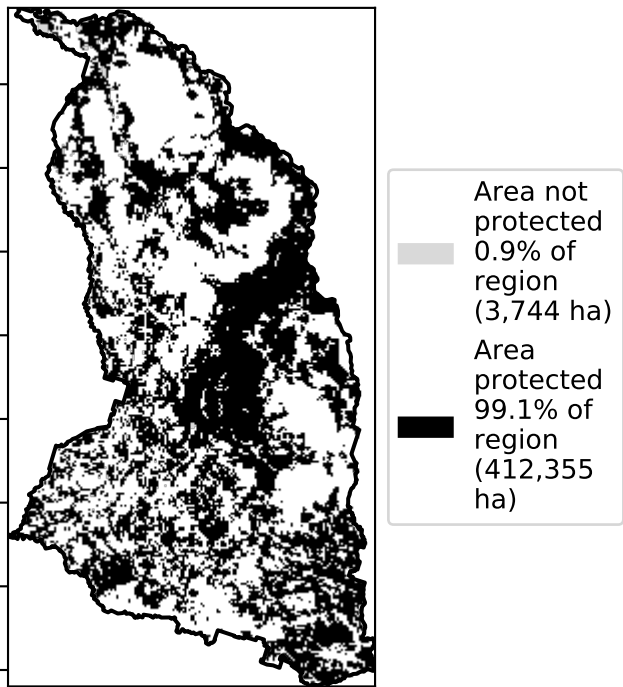 Area not
protected
0.9% of
region
(3,744 ha)
Area
protected
99.1% of
region
(412,355
ha)